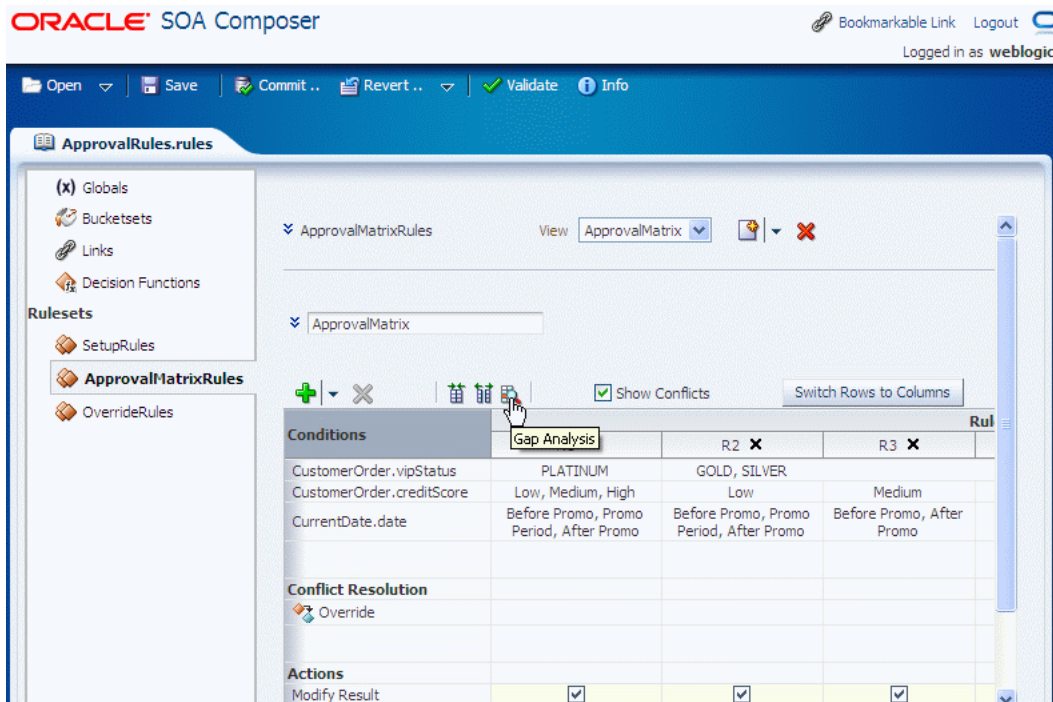 ORACLE SOA Composer
Bookmarkable Link Logout
Logged in as weblogic
Open Save Commit .. Revert .. Validate Info
ApprovalRules.rules
(x) Globals
Bucketsets
Links
Decision Functions
Rulesets
SetupRules
ApprovalMatrixRules
OverrideRules
ApprovalMatrixRules View ApprovalMatrix
ApprovalMatrix
Show Conflicts Switch Rows to Columns
Gap Analysis
Conditions
R2 R3
CustomerOrder.vipStatus PLATINUM GOLD, SILVER
CustomerOrder.creditScore Low, Medium, High Low Medium
CurrentDate.date Before Promo, Promo Before Promo, Promo Before Promo, After
Period, After Promo Period, After Promo Promo
Conflict Resolution
Override
Actions
Modify Result